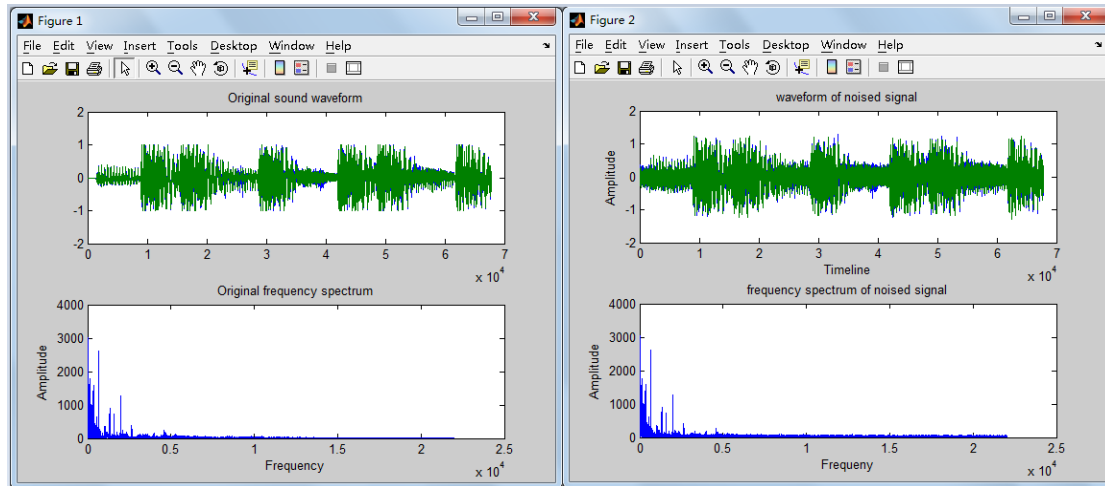 Figure 1
File Edit View Insert Tools Desktop Window Help
Original sound waveform
2
1
0
-1
-2
0 1 2 3 4 5 6 7
x 10^4
Original frequency spectrum
4000
3000
2000
1000
0
Amplitude
0 0.5 1 1.5 2 2.5
Frequency
x 10^4
Figure 2
File Edit View Insert Tools Desktop Window Help
waveform of noised signal
2
1
0
-1
-2
Amplitude
0 1 2 3 4 5 6 7
Timeline
x 10^4
frequency spectrum of noised signal
4000
3000
2000
1000
0
Amplitude
0 0.5 1 1.5 2 2.5
Frequeny
x 10^4